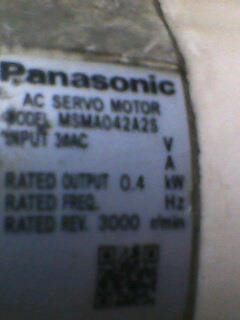 Panasonic
AC SERVO MOTOR
MODEL MSMA042A2S
INPUT 3ØAC V
A
RATED OUTPUT 0.4 kW
RATED FREQ. Hz
RATED REV. 3000 r/min